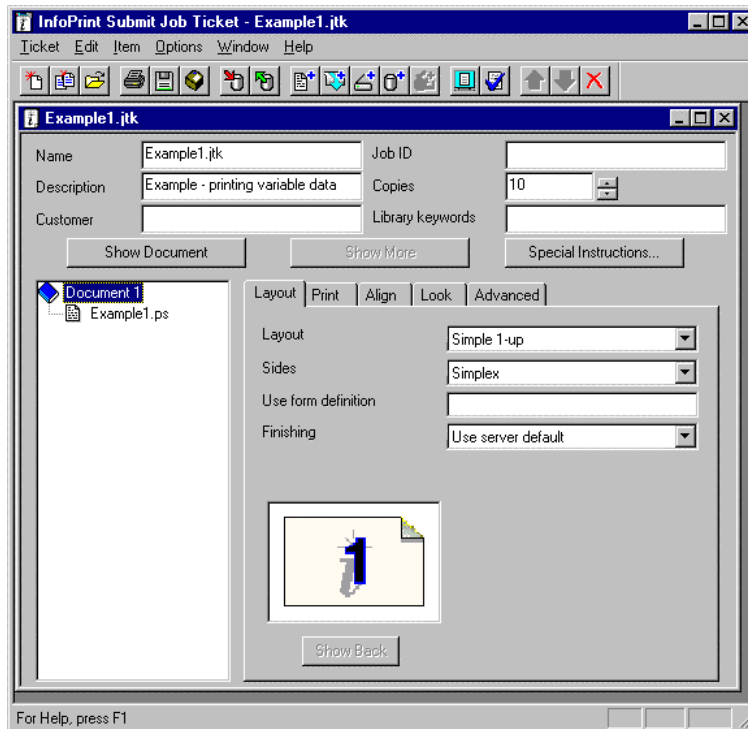 InfoPrint Submit Job Ticket - Example1.jtk
Ticket Edit Item Options Window Help
Example1.jtk
Name Example1.jtk Job ID
Description Example - printing variable data Copies 10
Customer Library keywords
Show Document Show More Special Instructions...
Document 1 Layout Print Align Look Advanced
Example1.ps
Layout Simple 1-up
Sides Simplex
Use form definition
Finishing Use server default
1
Show Back
For Help, press F1